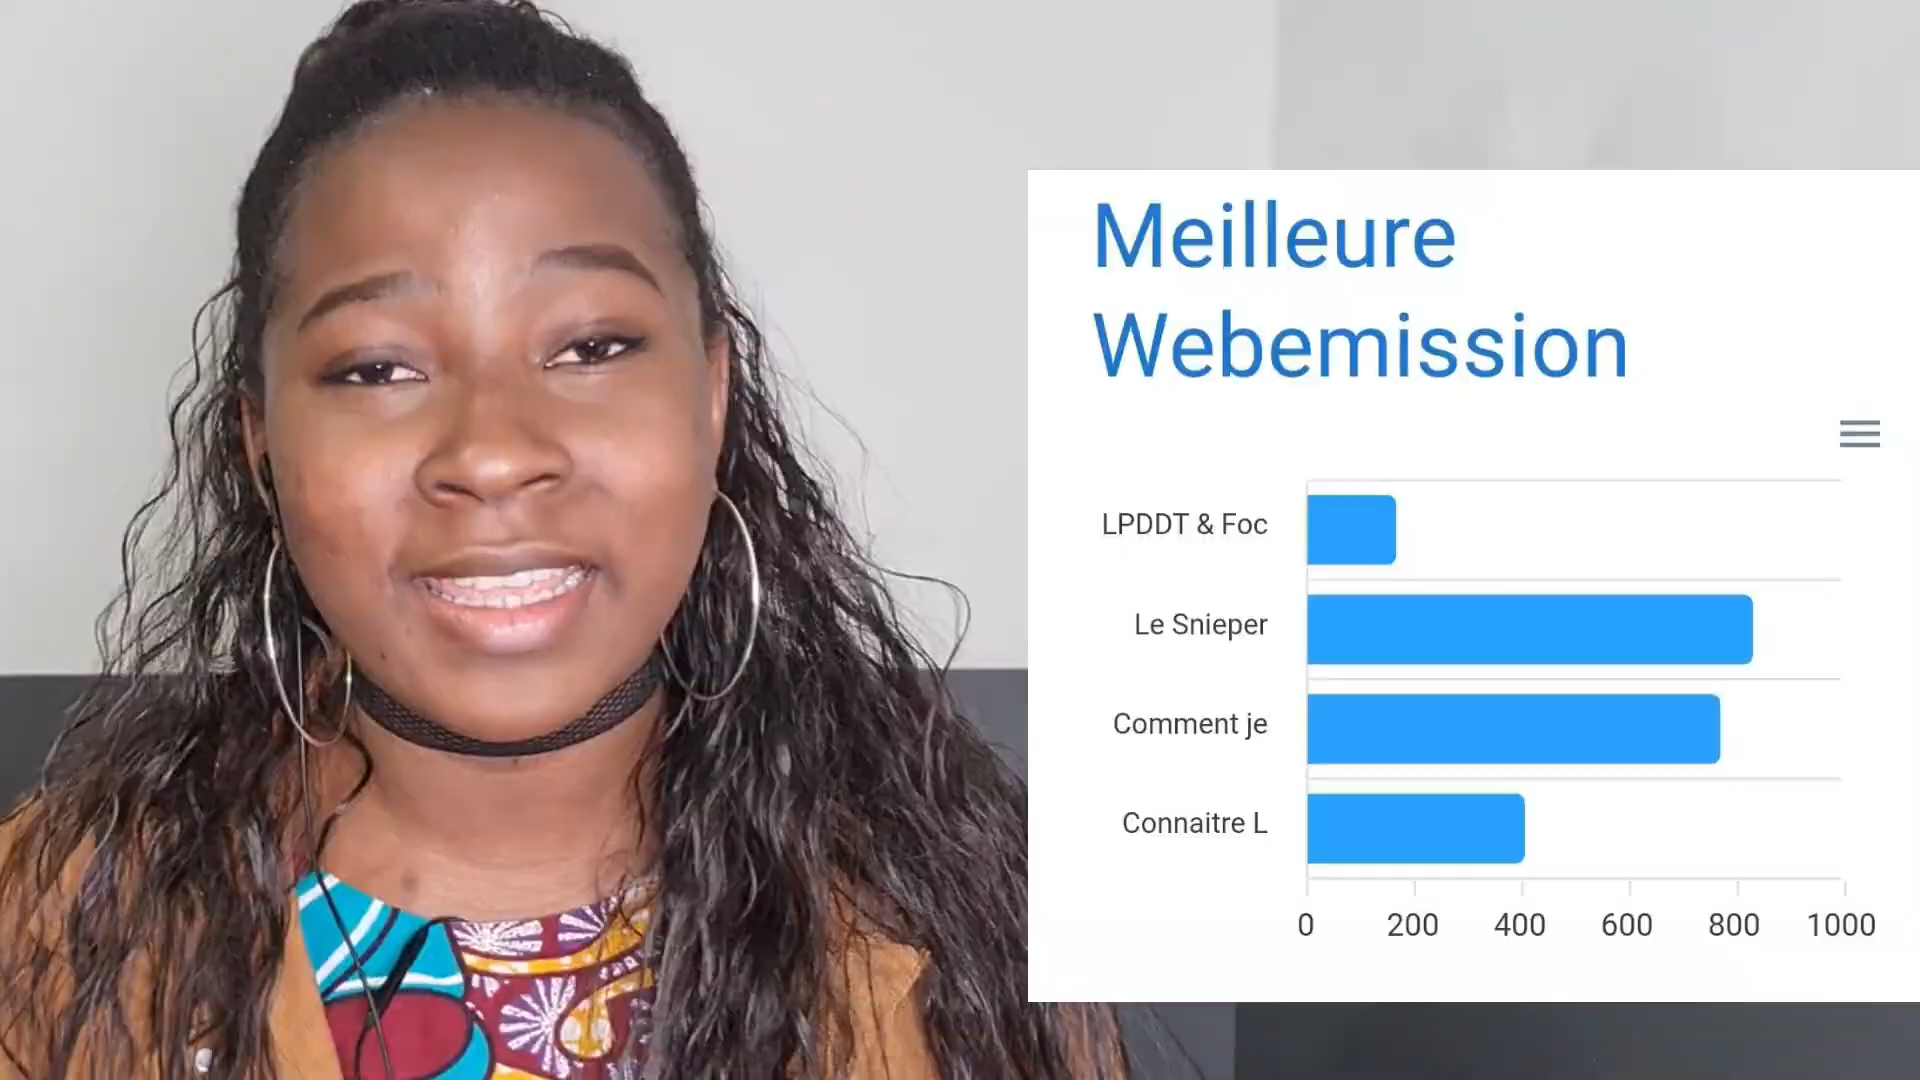 Meilleure
Webemission
LPDDT & Foc
Le Snieper
Comment je
Connaitre L
0 200 400 600 800 1000